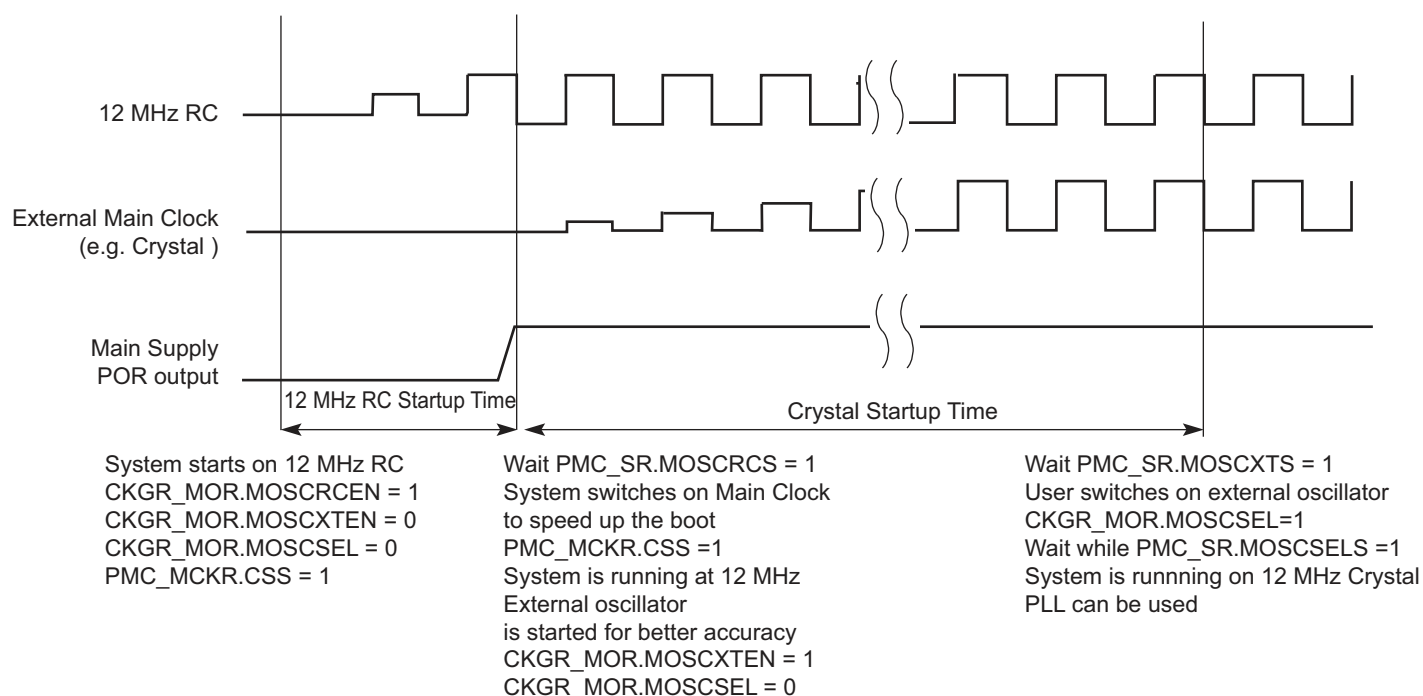 12 MHz RC
External Main Clock
(e.g. Crystal )
Main Supply
POR output
12 MHz RC Startup Time
Crystal Startup Time
System starts on 12 MHz RC
CKGR_MOR.MOSCRCEN = 1
CKGR_MOR.MOSCXTEN = 0
CKGR_MOR.MOSCSEL = 0
PMC_MCKR.CSS = 1
Wait PMC_SR.MOSCRCS = 1
System switches on Main Clock
to speed up the boot
PMC_MCKR.CSS =1
System is running at 12 MHz
External oscillator
is started for better accuracy
CKGR_MOR.MOSCXTEN = 1
CKGR_MOR.MOSCSEL = 0
Wait PMC_SR.MOSCXTS = 1
User switches on external oscillator
CKGR_MOR.MOSCSEL=1
Wait while PMC_SR.MOSCSELS =1
System is runnning on 12 MHz Crystal
PLL can be used